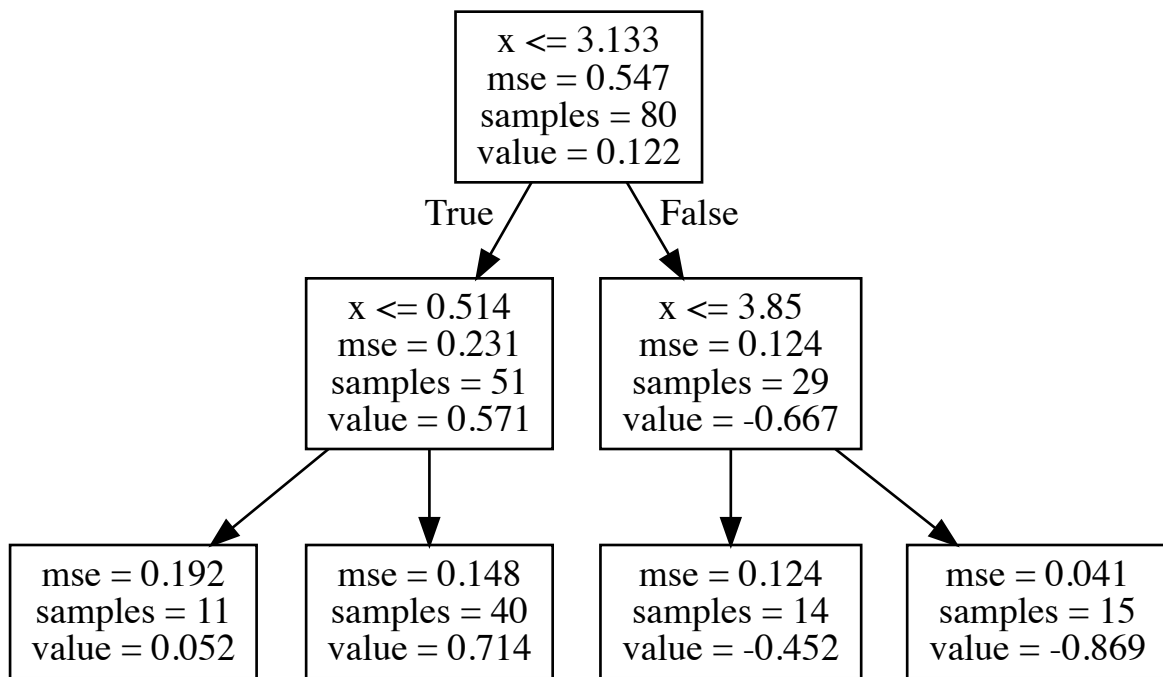 x <= 3.133
mse = 0.547
samples = 80
value = 0.122
True
False
x <= 0.514
mse = 0.231
samples = 51
value = 0.571
x <= 3.85
mse = 0.124
samples = 29
value = -0.667
mse = 0.192
samples = 11
value = 0.052
mse = 0.148
samples = 40
value = 0.714
mse = 0.124
samples = 14
value = -0.452
mse = 0.041
samples = 15
value = -0.869